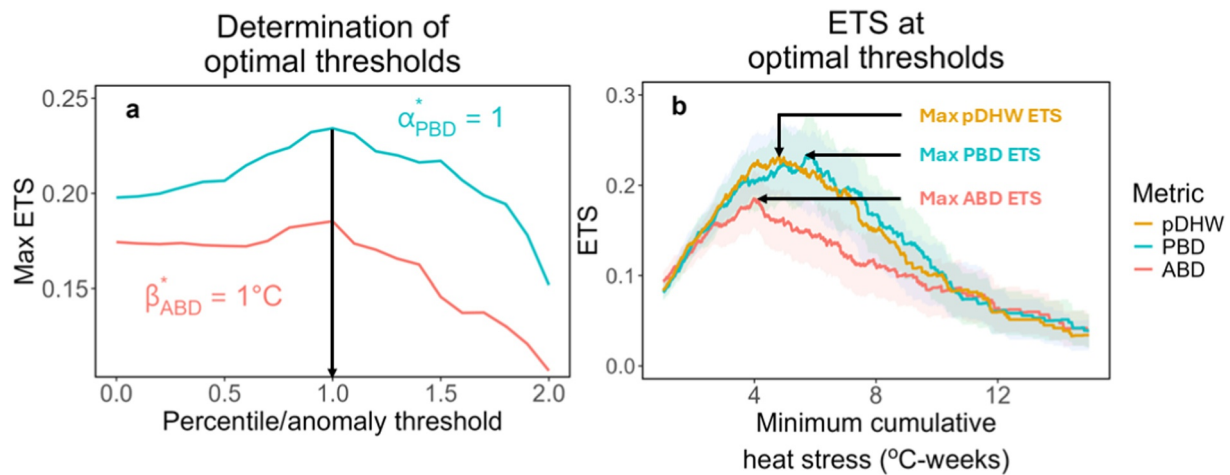 Determination of
optimal thresholds
a
α*PBD = 1
β*ABD = 1°C
Max ETS
0.25
0.20
0.15
0.0
0.5
1.0
1.5
2.0
Percentile/anomaly threshold
ETS at
optimal thresholds
b
Max pDHW ETS
Max PBD ETS
Max ABD ETS
ETS
0.3
0.2
0.1
0.0
4
8
12
Minimum cumulative
heat stress (°C-weeks)
Metric
pDHW
PBD
ABD